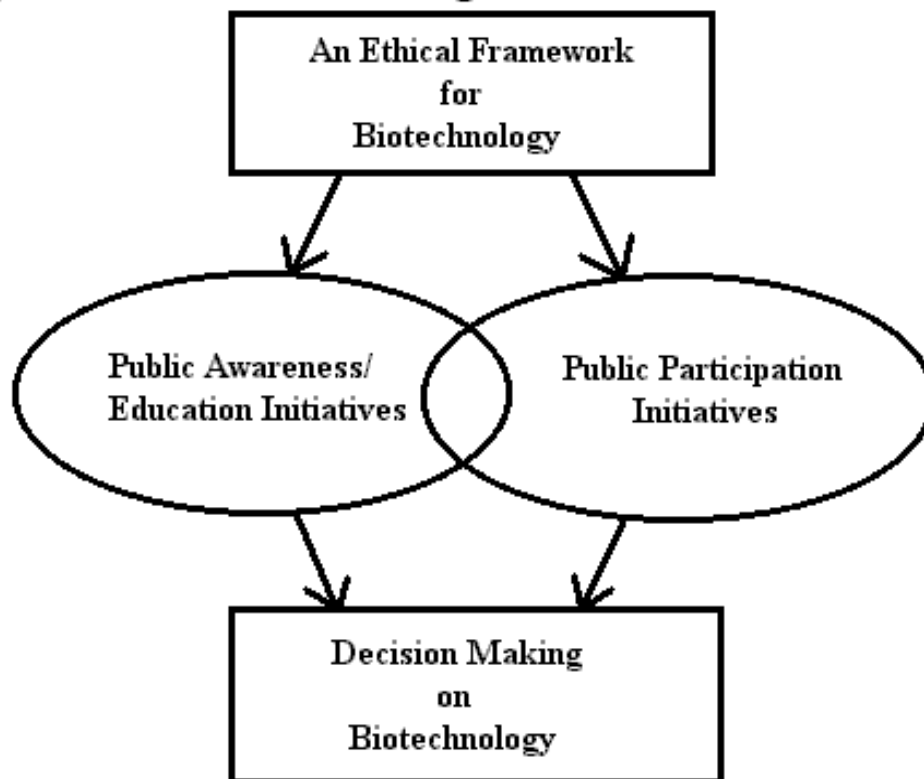 An Ethical Framework
for
Biotechnology
Public Awareness/
Education Initiatives
Public Participation
Initiatives
Decision Making
on
Biotechnology